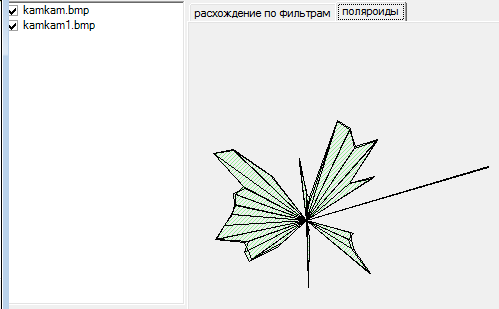 kamkam.bmp
kamkam1.bmp
расхождение по фильтрам
поляроиды